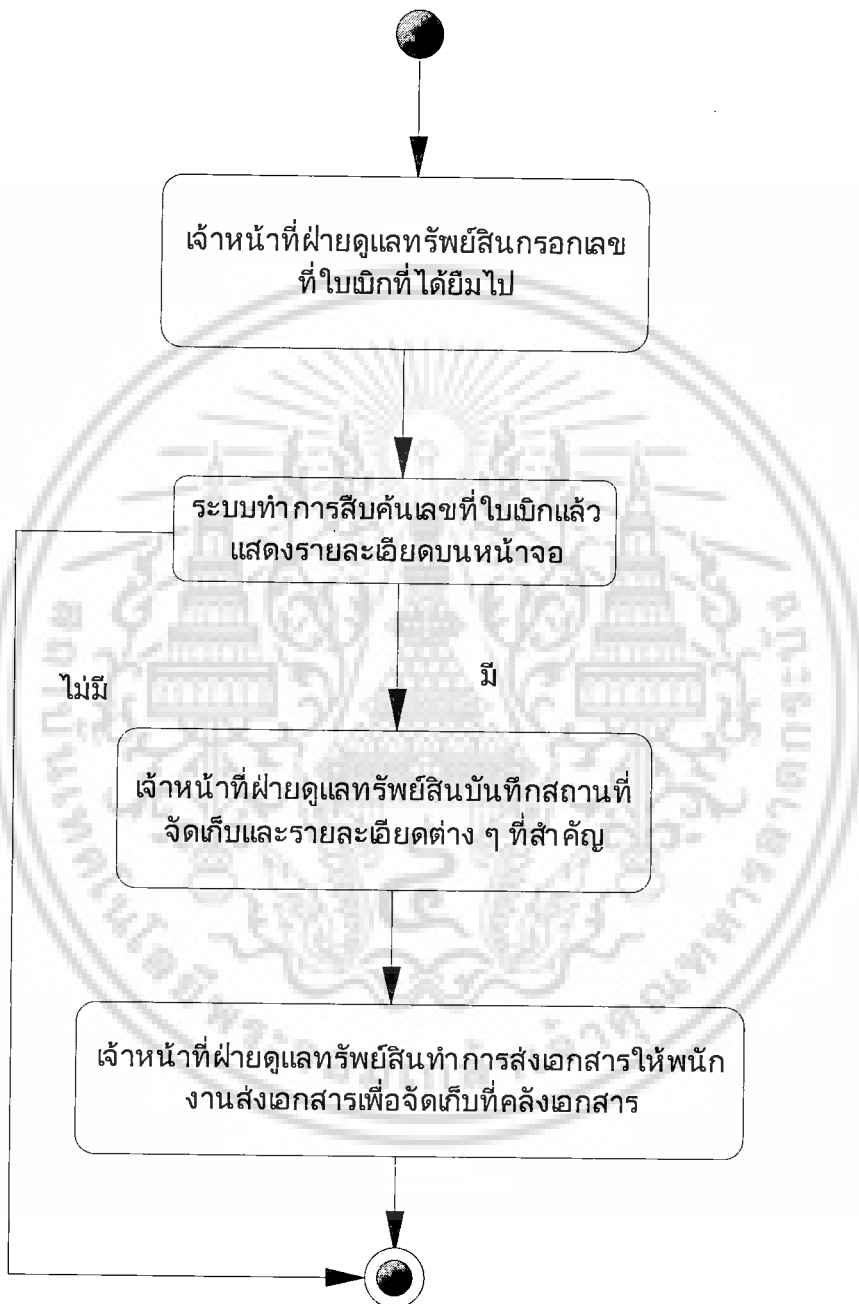 เจ้าหน้าที่ฝ่ายดูแลทรัพย์สินกรอกเลข
ที่ใบเบิกที่ได้ยืมไป
ระบบทำการสืบค้นเลขที่ใบเบิกแล้ว
แสดงรายละเอียดบนหน้าจอ
ไม่มี
มี
เจ้าหน้าที่ฝ่ายดูแลทรัพย์สินบันทึกสถานที่
จัดเก็บและรายละเอียดต่าง ๆ ที่สำคัญ
เจ้าหน้าที่ฝ่ายดูแลทรัพย์สินทำการส่งเอกสารให้พนัก
งานส่งเอกสารเพื่อจัดเก็บที่คลังเอกสาร